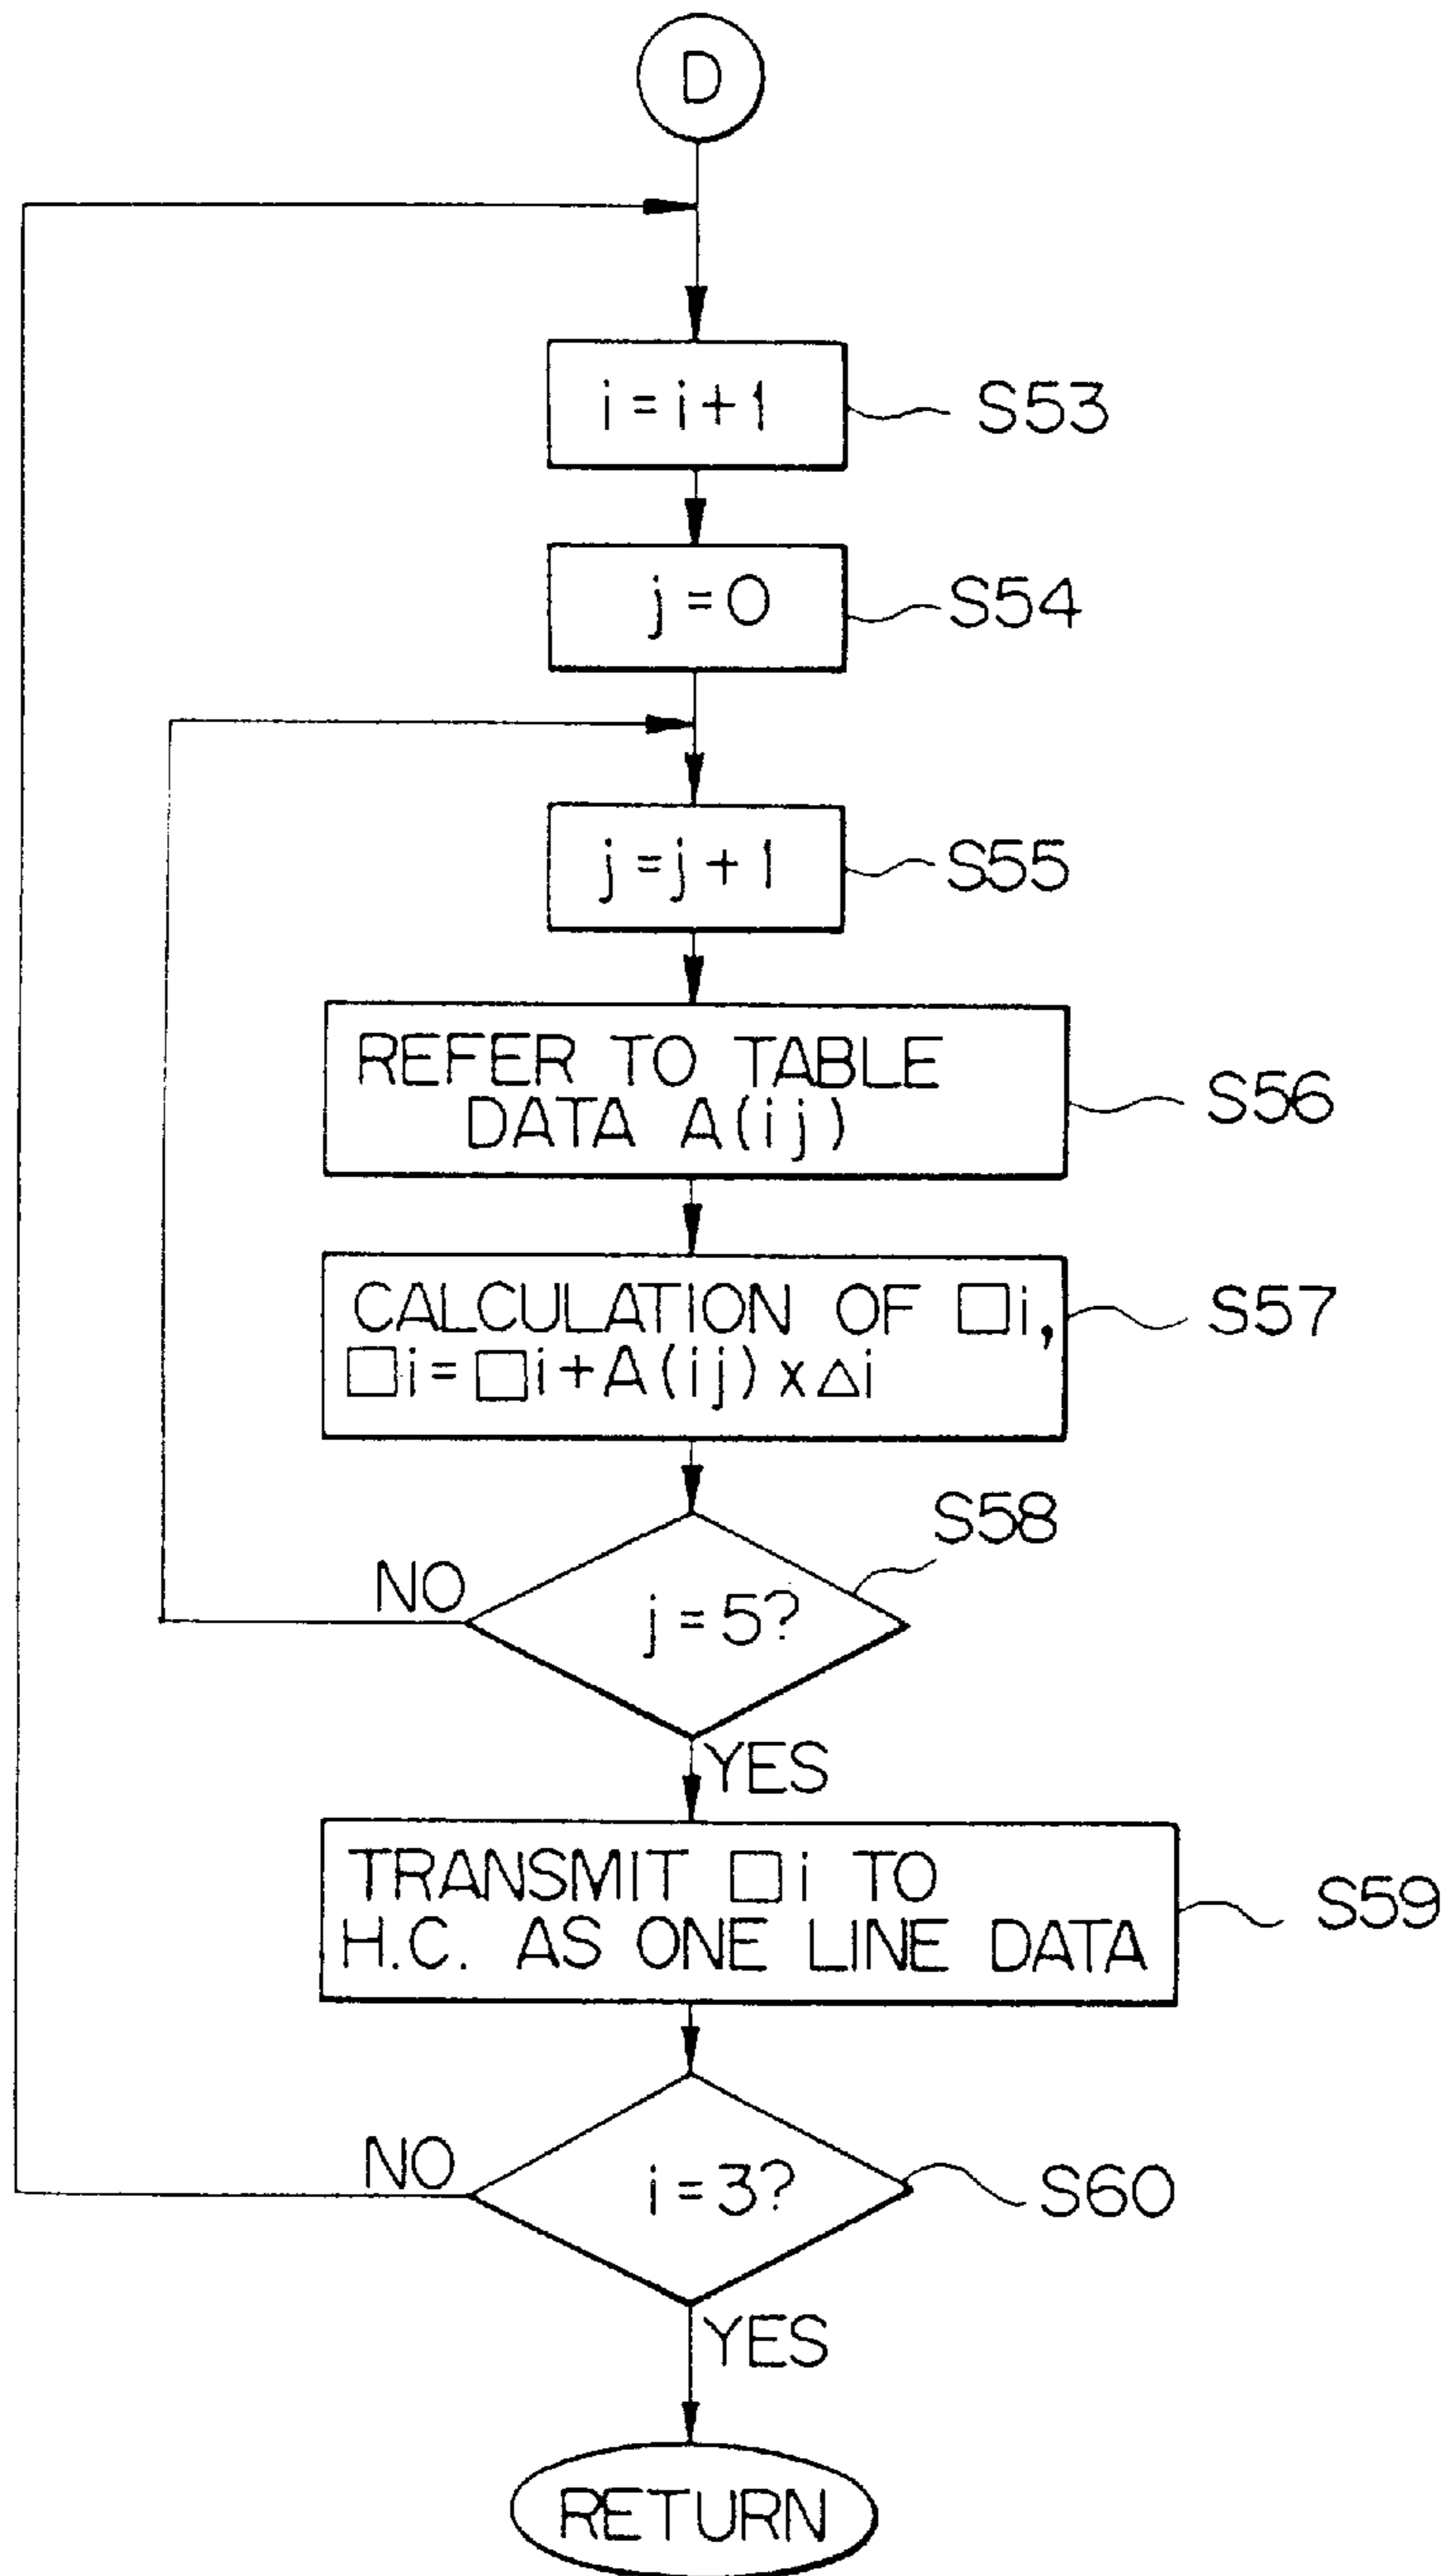 D
i=i+1
S53
j=0
S54
j=j+1
S55
REFER TO TABLE
DATA A(ij)
S56
CALCULATION OF □i,
□i=□i+A(ij)x△i
S57
S58
NO
j=5?
YES
TRANSMIT □i TO
H.C. AS ONE LINE DATA
S59
NO
i=3?
S60
YES
RETURN